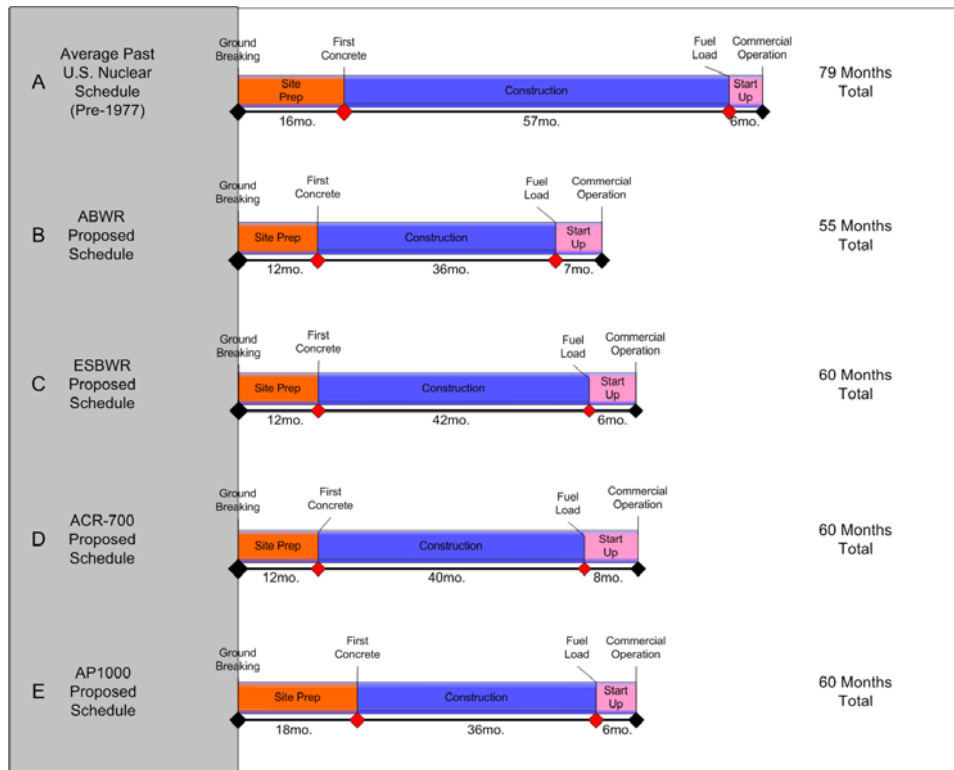 A
Average Past
U.S. Nuclear
Schedule
(Pre-1977)
Ground
Breaking
First
Concrete
Fuel
Load
Commercial
Operation
Site
Prep
Construction
Start
Up
16mo.
57mo.
6mo.
79 Months
Total
B
ABWR
Proposed
Schedule
Ground
Breaking
First
Concrete
Fuel
Load
Commercial
Operation
Site Prep
Construction
Start
Up
12mo.
36mo.
7mo.
55 Months
Total
C
ESBWR
Proposed
Schedule
Ground
Breaking
First
Concrete
Fuel
Load
Commercial
Operation
Site Prep
Construction
Start
Up
12mo.
42mo.
6mo.
60 Months
Total
D
ACR-700
Proposed
Schedule
Ground
Breaking
First
Concrete
Fuel
Load
Commercial
Operation
Site Prep
Construction
Start
Up
12mo.
40mo.
8mo.
60 Months
Total
E
AP1000
Proposed
Schedule
Ground
Breaking
First
Concrete
Fuel
Load
Commercial
Operation
Site Prep
Construction
Start
Up
18mo.
36mo.
6mo.
60 Months
Total